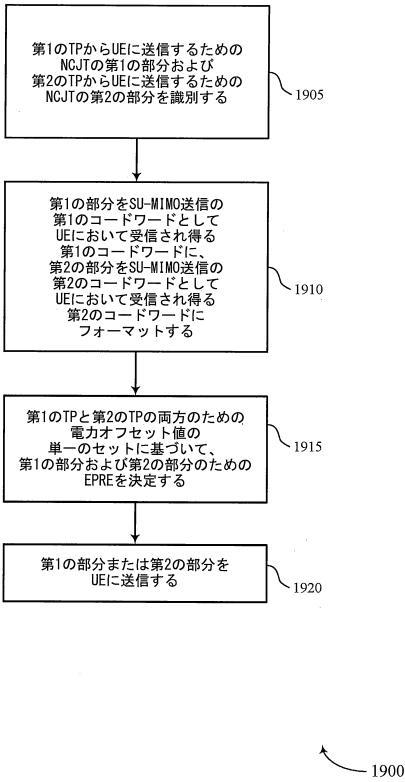 第1のTPからUEに送信するための
NCJTの第1の部分および
第2のTPからUEに送信するための
NCJTの第2の部分を識別する
1905
第1の部分をSU-MIMO送信の
第1のコードワードとして
UEにおいて受信され得る
第1のコードワードに、
第2の部分をSU-MIMO送信の
第2のコードワードとして
UEにおいて受信され得る
第2のコードワードに
フォーマットする
1910
第1のTPと第2のTPの両方のための
電力オフセット値の
単一のセットに基づいて、
第1の部分および第2の部分のための
EPREを決定する
1915
第1の部分または第2の部分を
UEに送信する
1920
1900